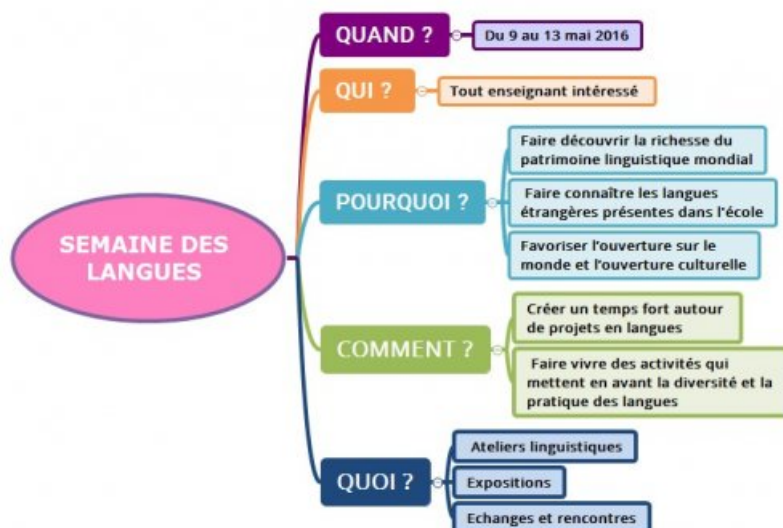 SEMAINE DES
LANGUES
QUAND ?
Du 9 au 13 mai 2016
QUI ?
Tout enseignant intéressé
POURQUOI ?
Faire découvrir la richesse du
patrimoine linguistique mondial
Faire connaître les langues
étrangères présentes dans l'école
Favoriser l'ouverture sur le
monde et l'ouverture culturelle
COMMENT ?
Créer un temps fort autour
de projets en langues
Faire vivre des activités qui
mettent en avant la diversité et la
pratique des langues
QUOI ?
Ateliers linguistiques
Expositions
Echanges et rencontres